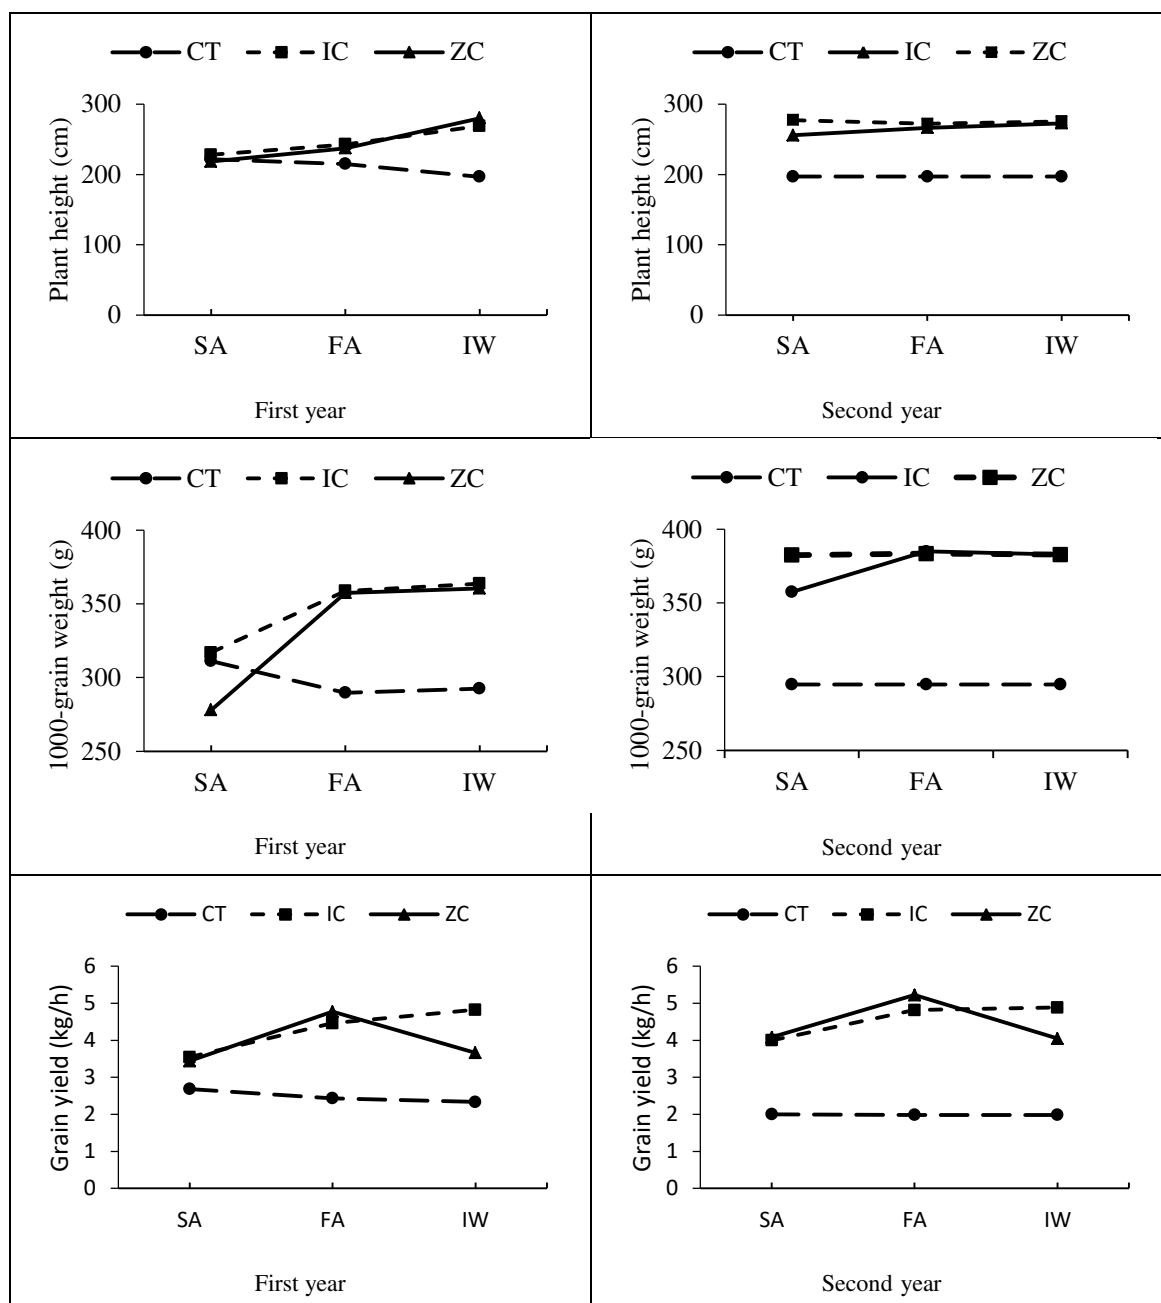 CT IC ZC
Plant height (cm)
300
200
100
0
SA FA IW
First year
CT IC ZC
Plant height (cm)
300
200
100
0
SA FA IW
Second year
CT IC ZC
1000-grain weight (g)
400
350
300
250
SA FA IW
First year
CT IC ZC
1000-grain weight (g)
400
350
300
250
SA FA IW
Second year
CT IC ZC
Grain yield (kg/h)
6
5
4
3
2
1
0
SA FA IW
First year
CT IC ZC
Grain yield (kg/h)
6
5
4
3
2
1
0
SA FA IW
Second year